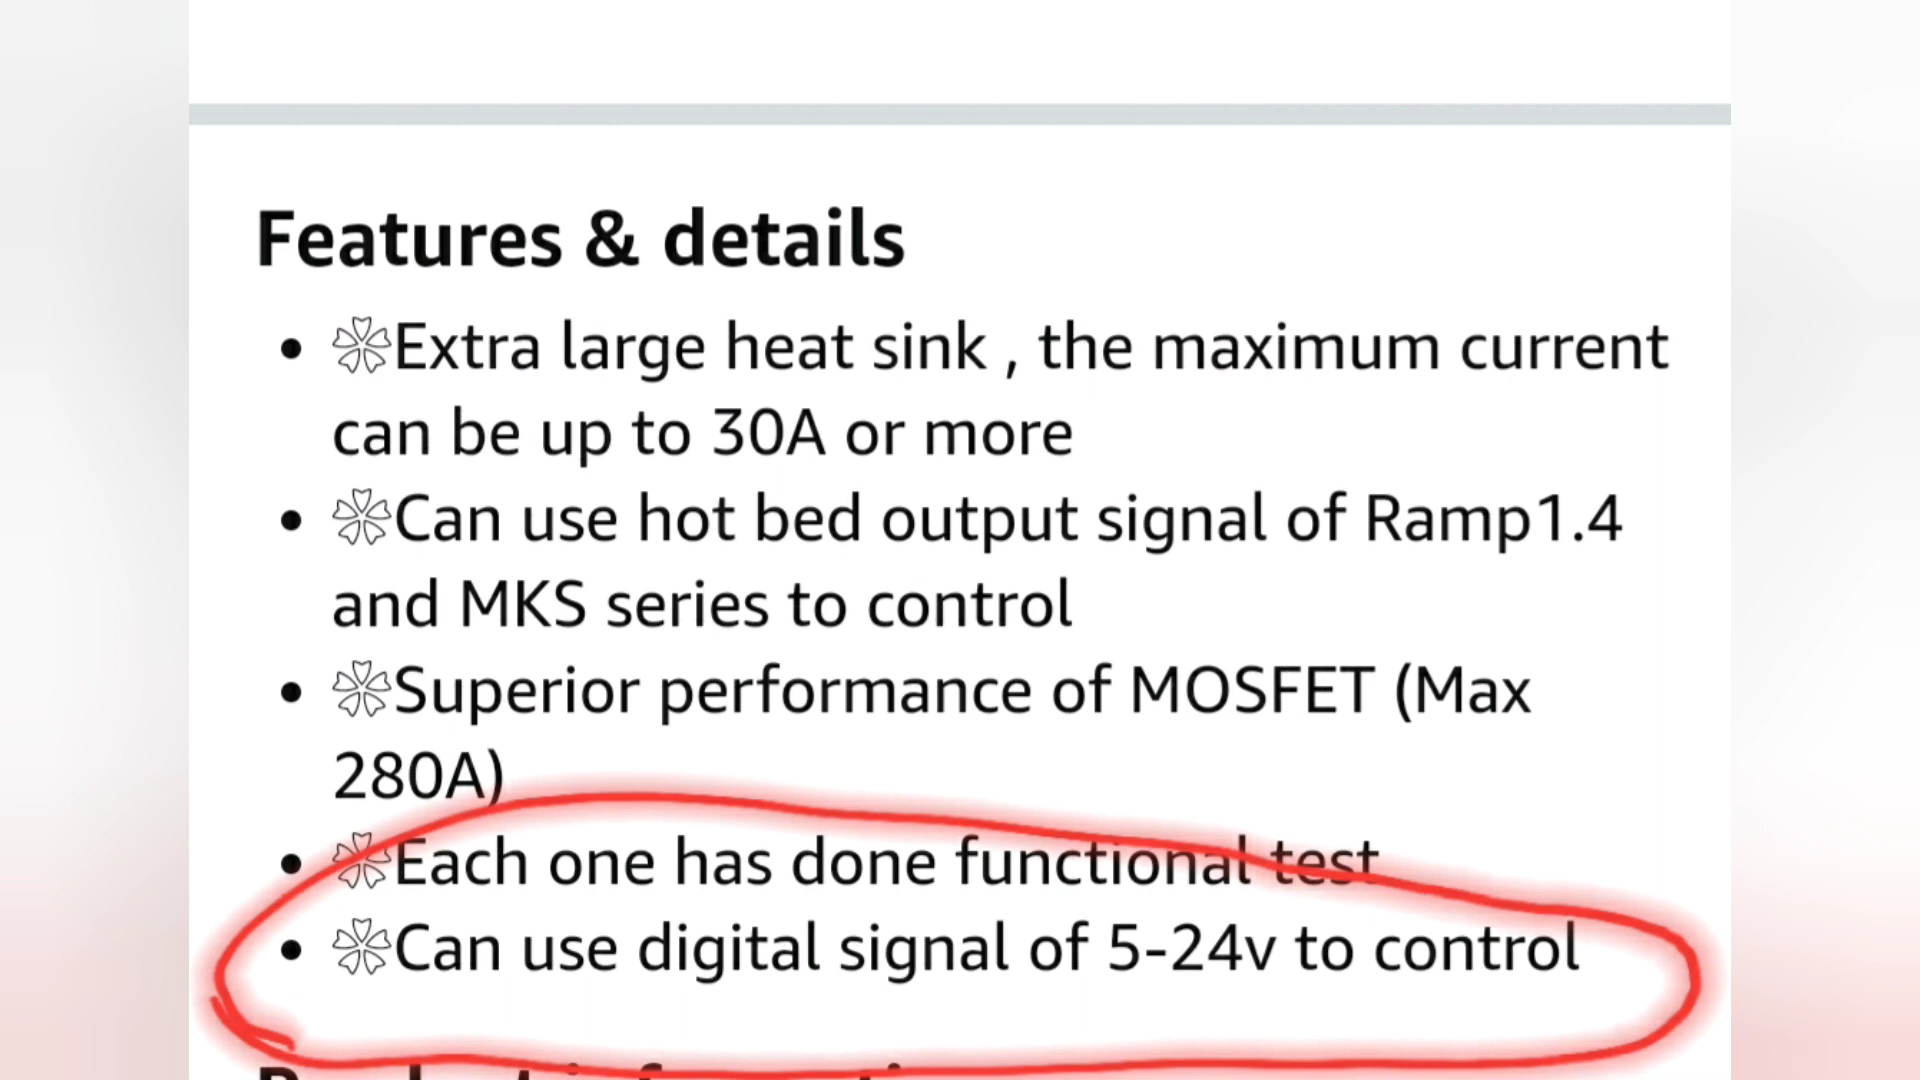 Features & details
• Extra large heat sink , the maximum current
can be up to 30A or more
• Can use hot bed output signal of Ramp1.4
and MKS series to control
• Superior performance of MOSFET (Max
280A)
• Each one has done functional test
• Can use digital signal of 5-24v to control